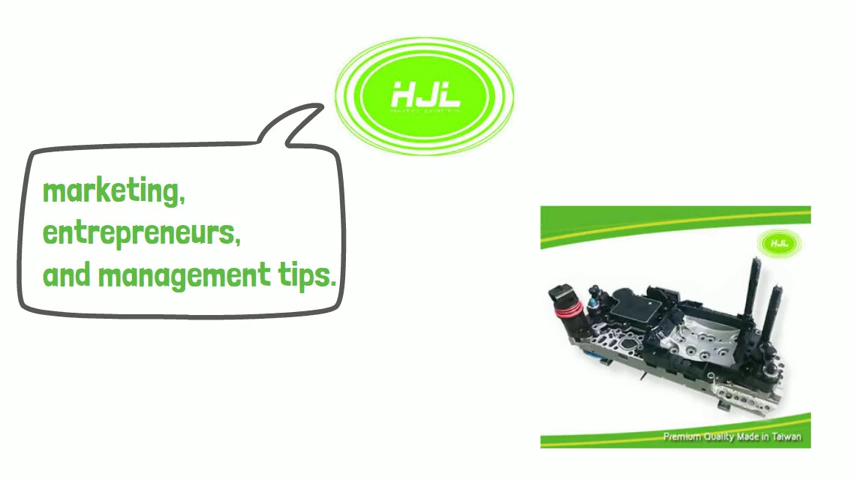 HJL
marketing,
entrepreneurs,
and management tips.
HJL
Premium Quality Made in Taiwan